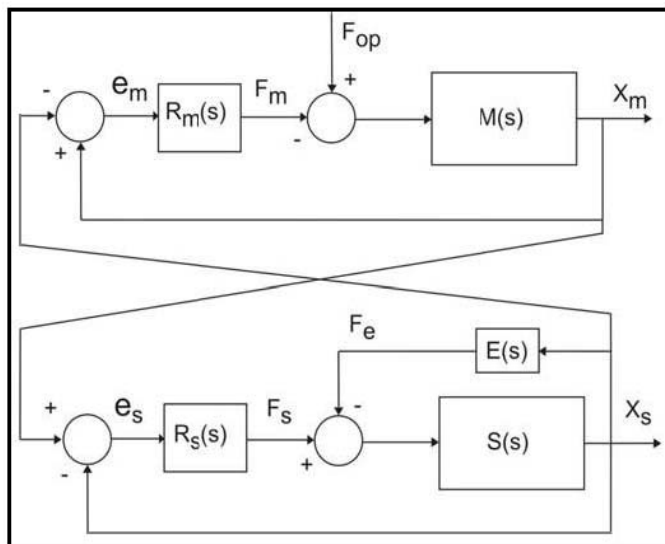 F_op
-
e_m
F_m
+
X_m
R_m(s)
M(s)
+
-
F_e
E(s)
-
+
e_s
F_s
X_s
R_s(s)
S(s)
-
+